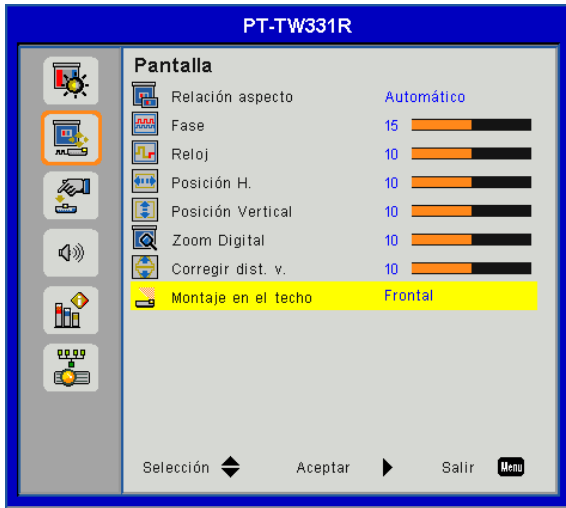 PT-TW331R
Pantalla
Relación aspecto Automático
Fase 15
Reloj 10
Posición H. 10
Posición Vertical 10
Zoom Digital 10
Corregir dist. v. 10
Montaje en el techo Frontal
Selección Aceptar Salir Menu